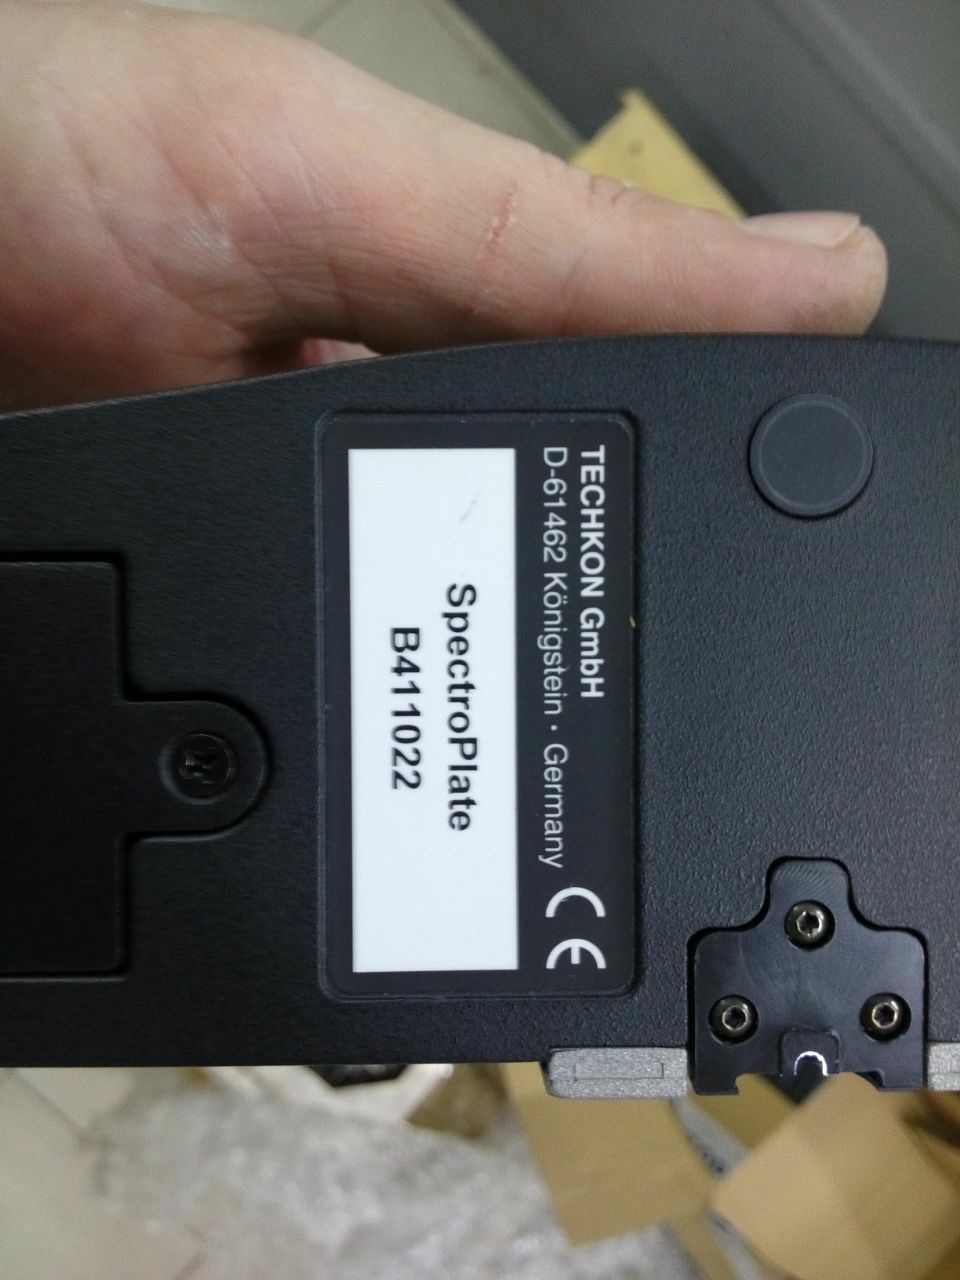 TECHKON GmbH
D-61462 Königstein · Germany CE
SpectroPlate
B411022